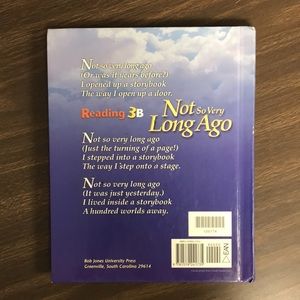 Not so very long ago
(Or was it years before?)
I opened up a storybook
The way I open up a door.
Reading 3B
Not So Very
Long Ago
Not so very long ago
(Just the turning of a page!)
I stepped into a storybook
The way I step onto a stage.
Not so very long ago
(It was just yesterday.)
I lived inside a storybook
A hundred worlds away.
Bob Jones University Press
Greenville, South Carolina 29614
EAN